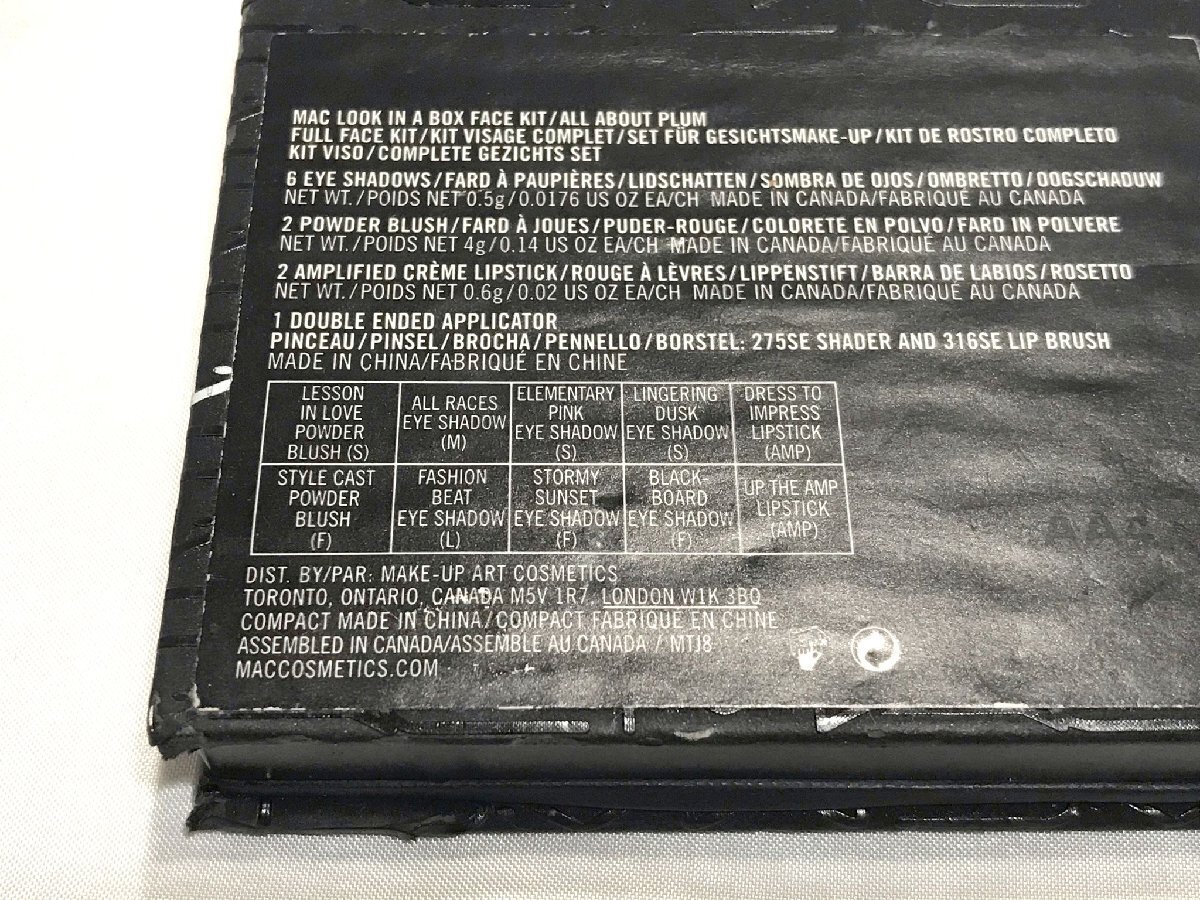 MAC LOOK IN A BOX FACE KIT/ALL ABOUT PLUM
FULL FACE KIT/KIT VISAGE COMPLET/SET FÜR GESICHTSMAKE-UP/KIT DE ROSTRO COMPLETO
KIT VISO/COMPLETE GEZICHTS SET
6 EYE SHADOWS/FARD À PAUPIÈRES/LIDSCHATTEN/SOMBRA DE OJOS/OMBRETTO/OOGSCHADUW
NET WT./POIDS NET 0.5g/0.0176 US OZ EA/CH MADE IN CANADA/FABRIQUÉ AU CANADA
2 POWDER BLUSH/FARD À JOUES/PUDER-ROUGE/COLORETE EN POLVO/FARD IN POLVERE
NET WT./POIDS NET 4g/0.14 US OZ EA/CH MADE IN CANADA/FABRIQUÉ AU CANADA
2 AMPLIFIED CRÈME LIPSTICK/ROUGE À LÈVRES/LIPPENSTIFT/BARRA DE LABIOS/ROSETTO
NET WT./POIDS NET 0.6g/0.02 US OZ EA/CH MADE IN CANADA/FABRIQUÉ AU CANADA
1 DOUBLE ENDED APPLICATOR
PINCEAU/PINSEL/BROCHA/PENNELLO/BORSTEL: 275SE SHADER AND 316SE LIP BRUSH
MADE IN CHINA/FABRIQUÉ EN CHINE
LESSON
IN LOVE
POWDER
BLUSH (S)
ALL RACES
EYE SHADOW
(M)
ELEMENTARY
PINK
EYE SHADOW
(S)
LINGERING
DUSK
EYE SHADOW
(S)
DRESS TO
IMPRESS
LIPSTICK
(AMP)
STYLE CAST
POWDER
BLUSH
(F)
FASHION
BEAT
EYE SHADOW
(L)
STORMY
SUNSET
EYE SHADOW
(F)
BLACK-
BOARD
EYE SHADOW
(F)
UP THE AMP
LIPSTICK
(AMP)
DIST. BY/PAR: MAKE-UP ART COSMETICS
TORONTO, ONTARIO, CANADA M5V 1R7, LONDON W1K 3BQ
COMPACT MADE IN CHINA/COMPACT FABRIQUÉ EN CHINE
ASSEMBLED IN CANADA/ASSEMBLÉ AU CANADA / MTJ8
MACCOSMETICS.COM